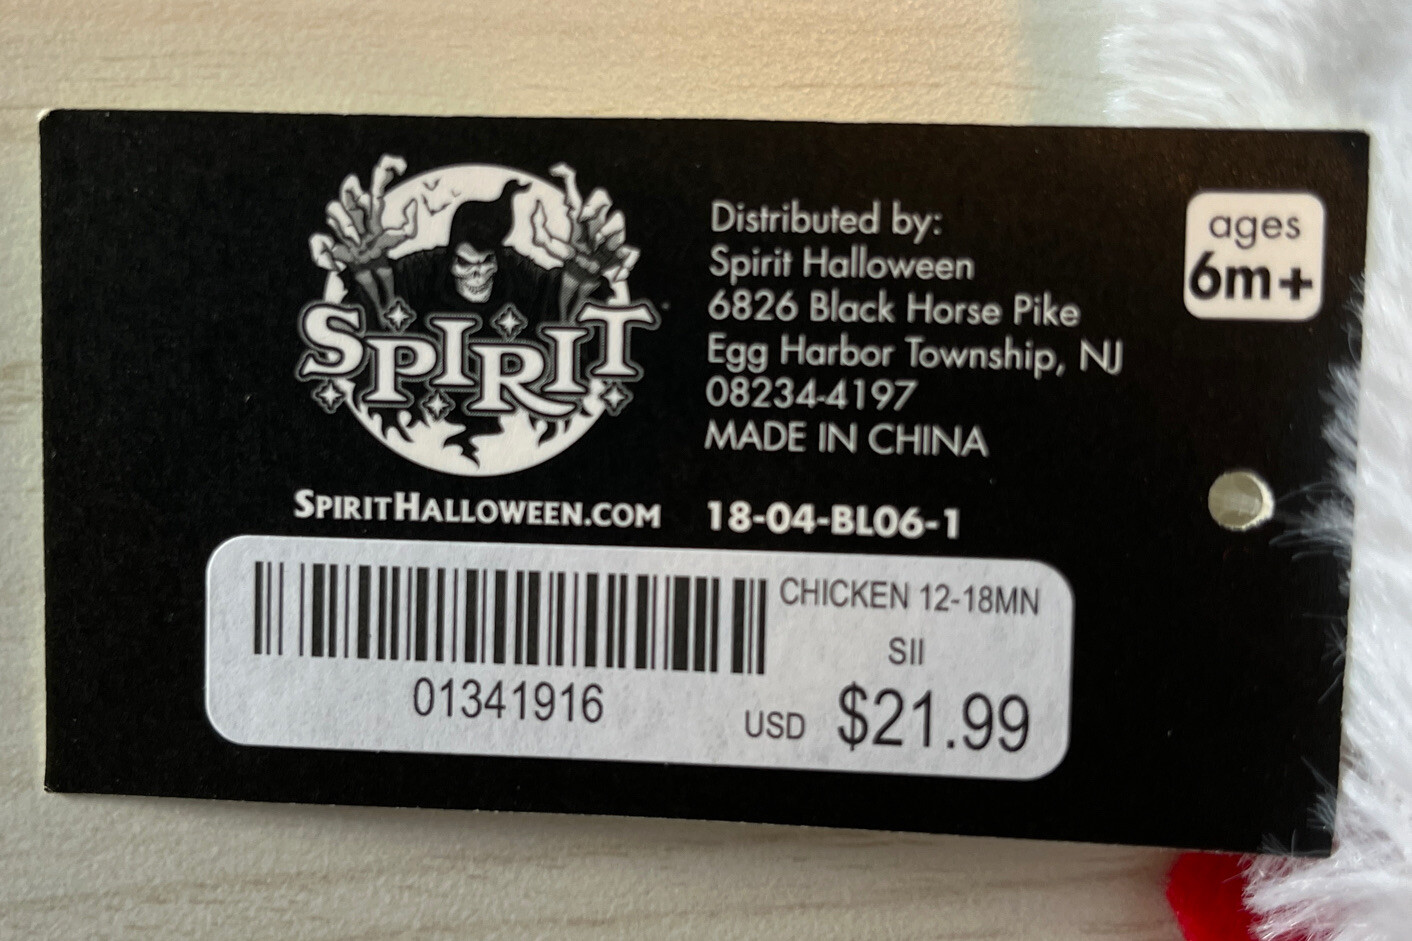 SPIRIT
SPIRITHALLOWEEN.COM
Distributed by:
Spirit Halloween
6826 Black Horse Pike
Egg Harbor Township, NJ
08234-4197
MADE IN CHINA
18-04-BL06-1
ages
6m+
CHICKEN 12-18MN
SII
01341916
USD $21.99